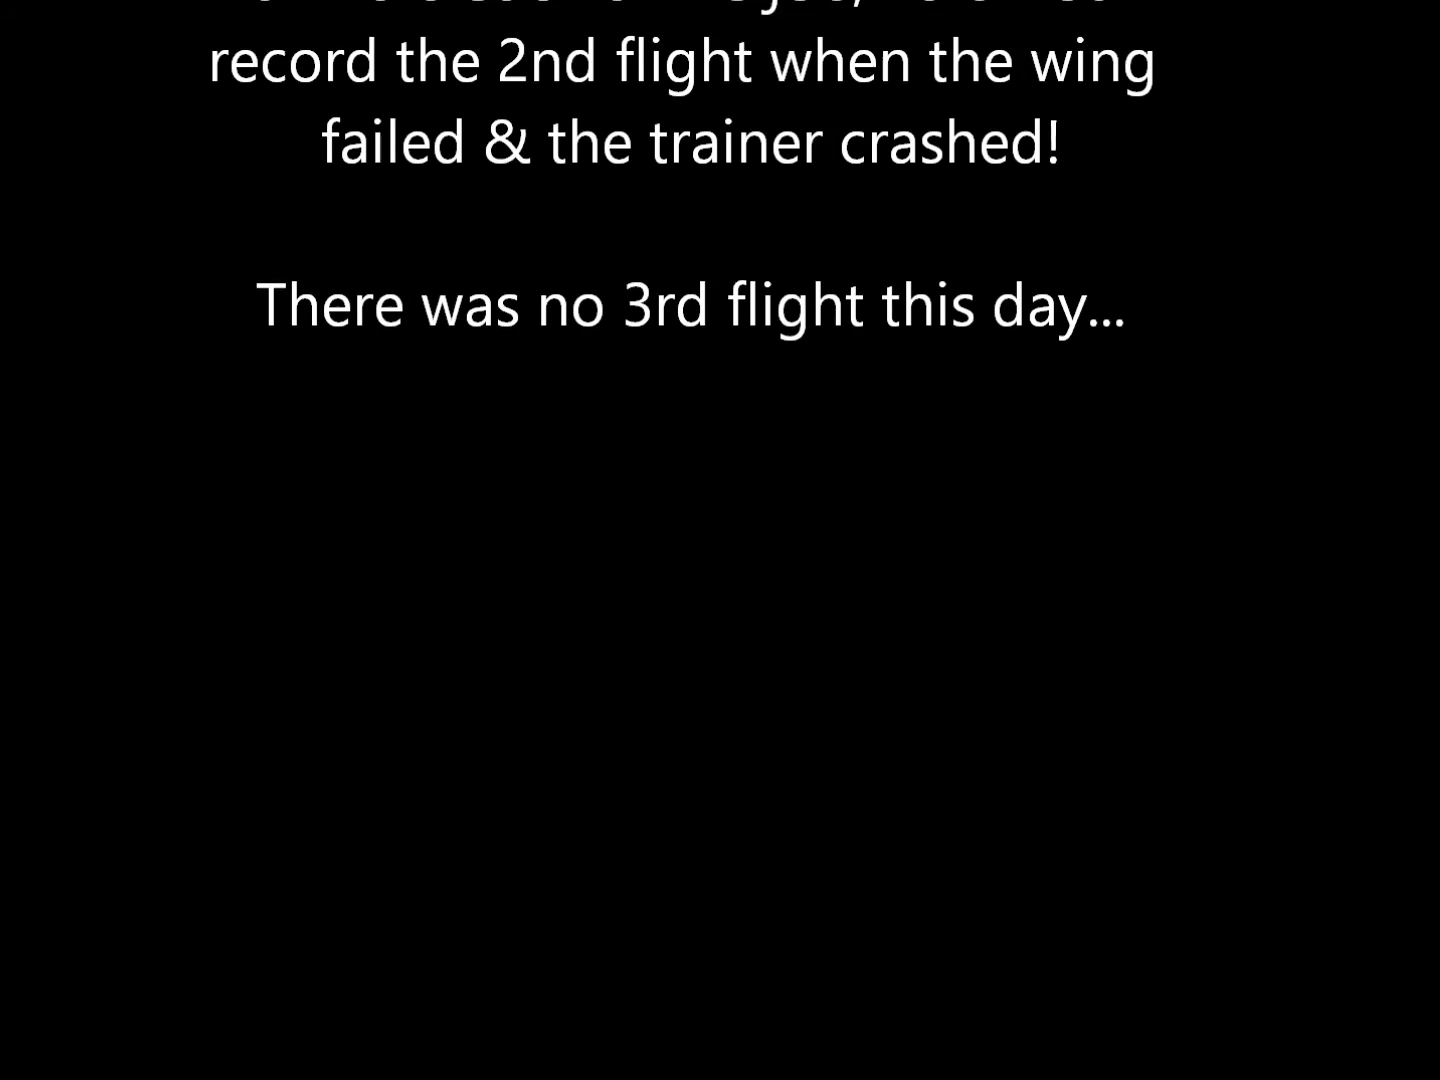 record the 2nd flight when the wing
failed & the trainer crashed!
There was no 3rd flight this day...